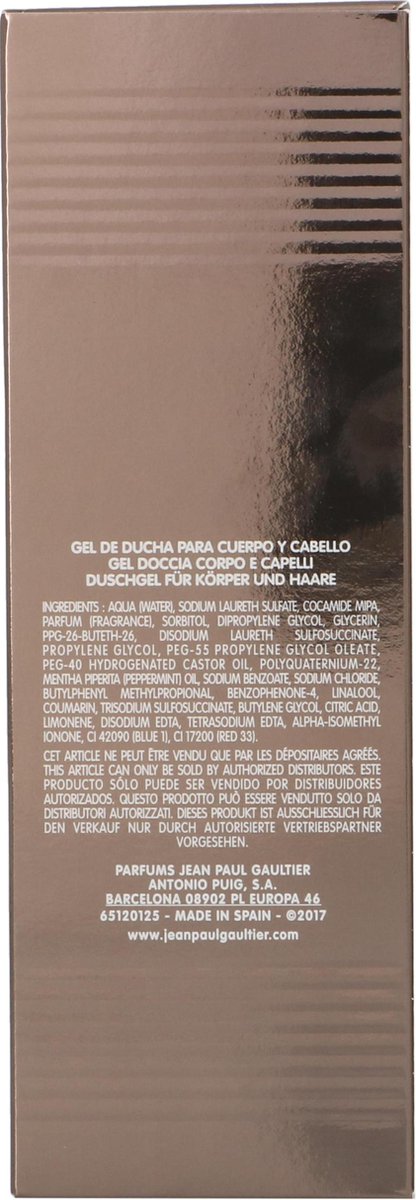 GEL DE DUCHA PARA CUERPO Y CABELLO
GEL DOCCIA CORPO E CAPELLI
DUSCHGEL FÜR KÖRPER UND HAARE
INGREDIENTS : AQUA (WATER), SODIUM LAURETH SULFATE, COCAMIDE MIPA,
PARFUM (FRAGRANCE), SORBITOL, DIPROPYLENE GLYCOL, GLYCERIN,
PPG-26-BUTETH-26, DISODIUM LAURETH SULFOSUCCINATE,
PROPYLENE GLYCOL, PEG-55 PROPYLENE GLYCOL OLEATE,
PEG-40 HYDROGENATED CASTOR OIL, POLYQUATERNIUM-22,
MENTHA PIPERITA (PEPPERMINT) OIL, SODIUM BENZOATE, SODIUM CHLORIDE,
BUTYLPHENYL METHYLPROPIONAL, BENZOPHENONE-4, LINALOOL,
COUMARIN, TRISODIUM SULFOSUCCINATE, BUTYLENE GLYCOL, CITRIC ACID,
LIMONENE, DISODIUM EDTA, TETRASODIUM EDTA, ALPHA-ISOMETHYL
IONONE, CI 42090 (BLUE 1), CI 17200 (RED 33).
CET ARTICLE NE PEUT ÊTRE VENDU QUE PAR LES DÉPOSITAIRES AGRÉÉS.
THIS ARTICLE CAN ONLY BE SOLD BY AUTHORIZED DISTRIBUTORS. ESTE
PRODUCTO SÓLO PUEDE SER VENDIDO POR DISTRIBUIDORES
AUTORIZADOS. QUESTO PRODOTTO PUÒ ESSERE VENDUTTO SOLO DA
DISTRIBUTORI AUTORIZZATI. DIESES PRODUKT IST AUSSCHLIESSLICH FÜR
DEN VERKAUF NUR DURCH AUTORISIERTE VERTRIEBSPARTNER
VORGESEHEN.
PARFUMS JEAN PAUL GAULTIER
ANTONIO PUIG, S.A.
BARCELONA 08902 PL EUROPA 46
65120125 - MADE IN SPAIN - ©2017
www.jeanpaulgaultier.com